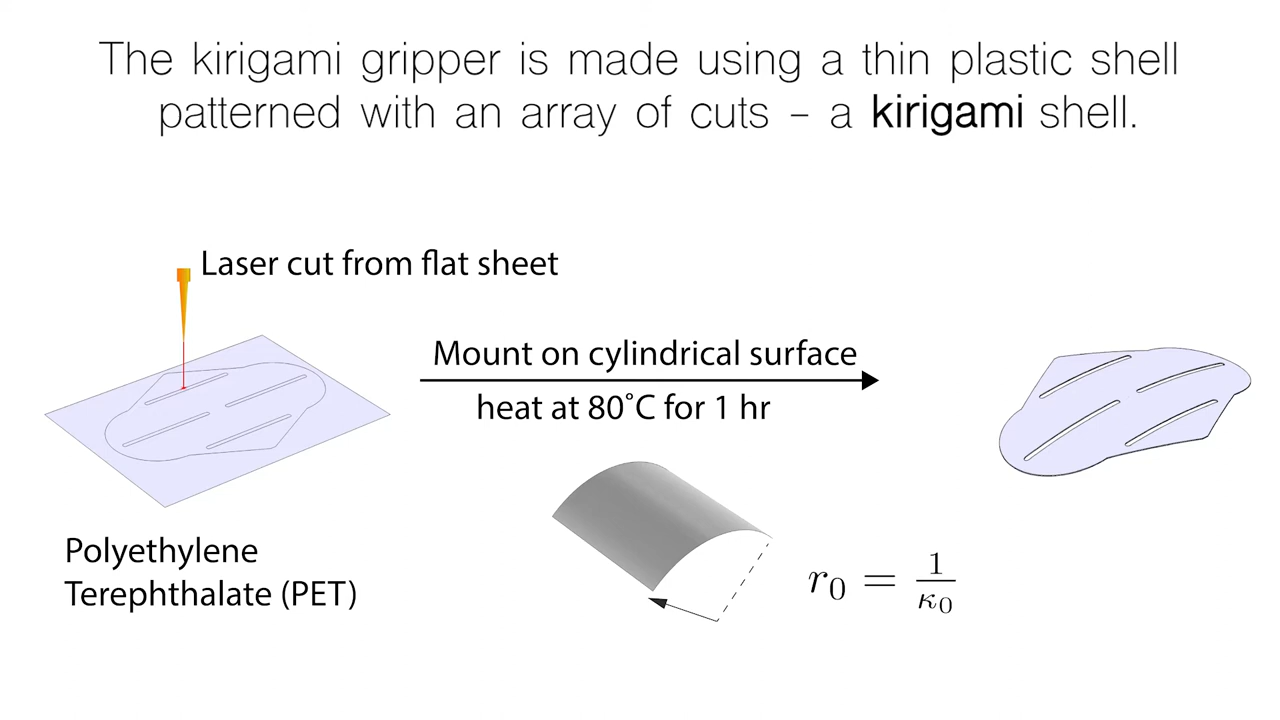 The kirigami gripper is made using a thin plastic shell
patterned with an array of cuts – a kirigami shell.
Laser cut from flat sheet
Mount on cylindrical surface
heat at 80˚C for 1 hr
Polyethylene
Terephthalate (PET)
r₀ = 1/κ₀